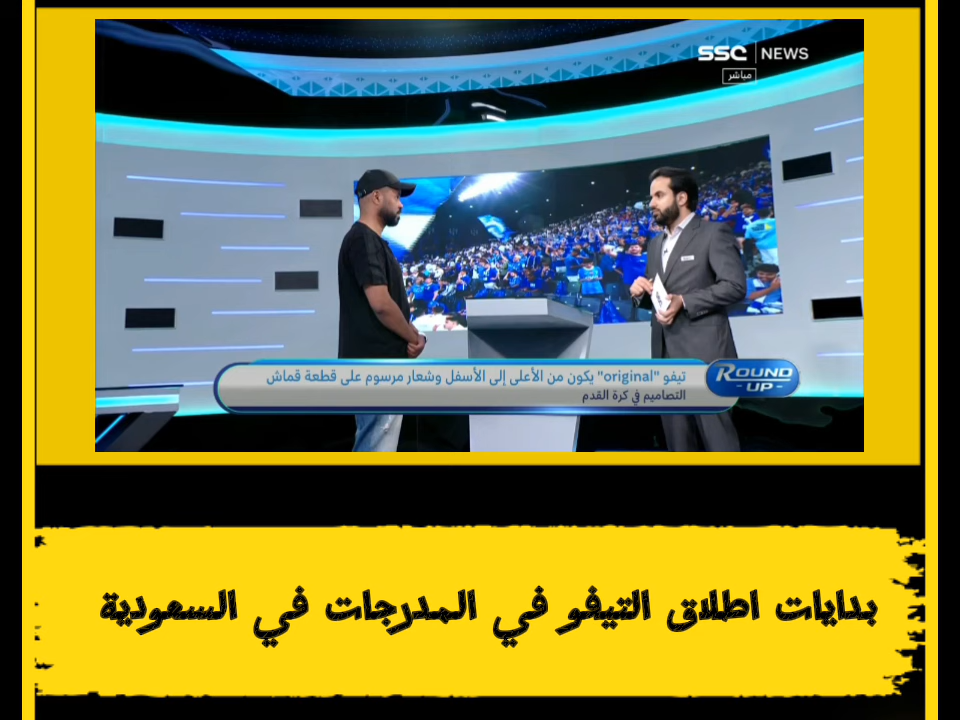 SSC NEWS
مباشر
تيفو "original" يكون من الأعلى إلى الأسفل وشعار مرسوم على قطعة قماش
التصاميم في كرة القدم
ROUND
- UP -
بدايات اطلاق التيفو في المدرجات في السعودية